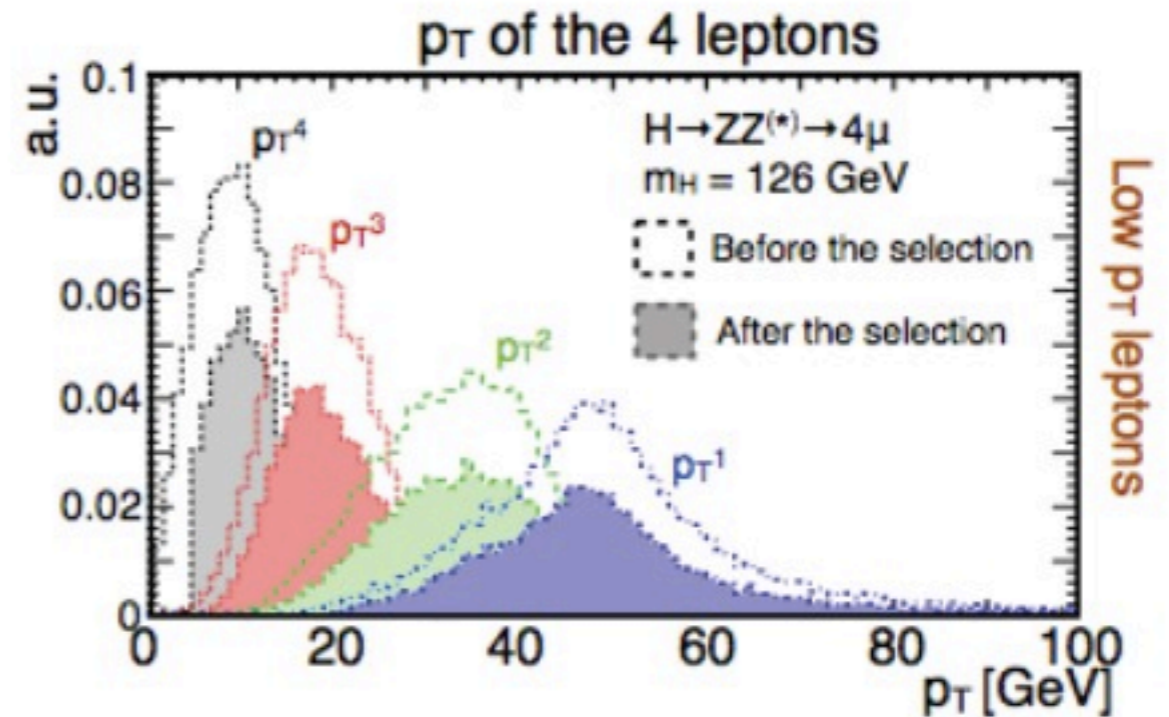 pT of the 4 leptons
a.u.
0.1
0.08
0.06
0.04
0.02
0
pT⁴
pT³
pT²
pT¹
H→ZZ(*)→4μ
mH = 126 GeV
Before the selection
After the selection
Low pT leptons
0 20 40 60 80 100
pT [GeV]